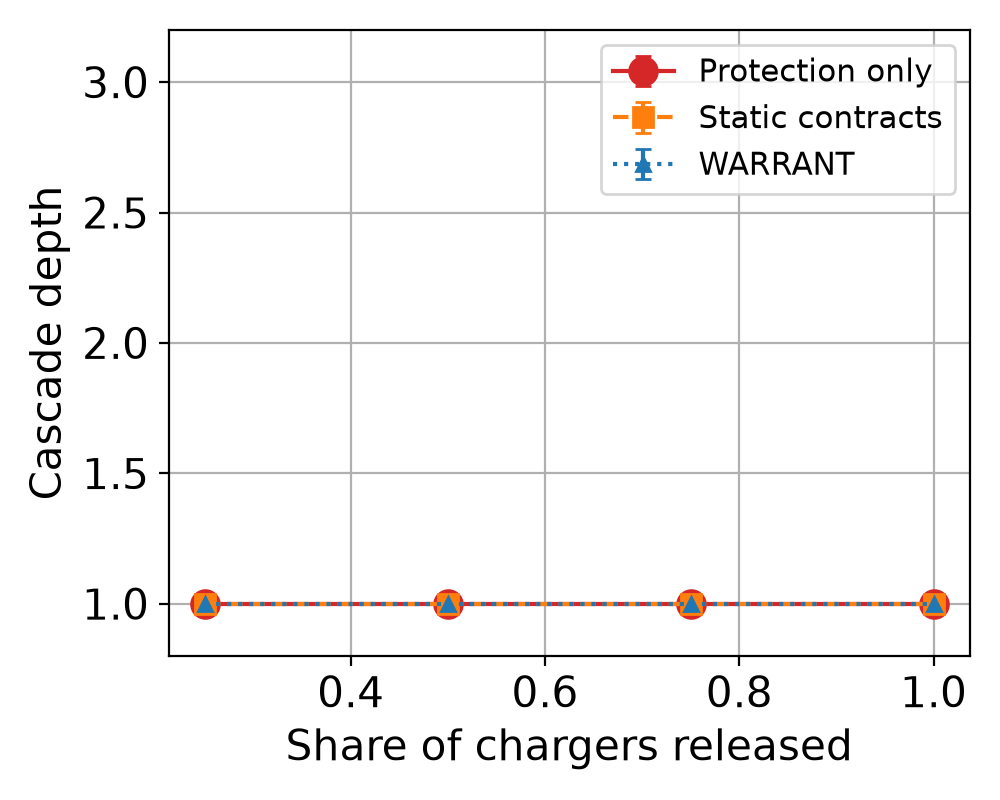 Protection only
Static contracts
WARRANT
3.0
2.5
2.0
1.5
1.0
Cascade depth
0.4 0.6 0.8 1.0
Share of chargers released